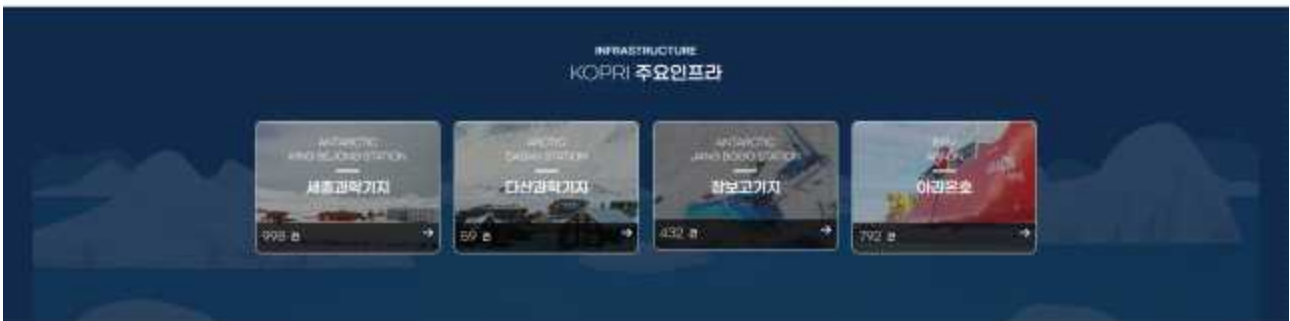 INFRASTRUCTURE
KOPRI 주요인프라
ANTARCTIC
KING SEJONG STATION
세종과학기지
998 건
ARCTIC
DASAN STATION
다산과학기지
59 건
ANTARCTIC
JANG BOGO STATION
장보고기지
432 건
ARAON
아라온호
792 건